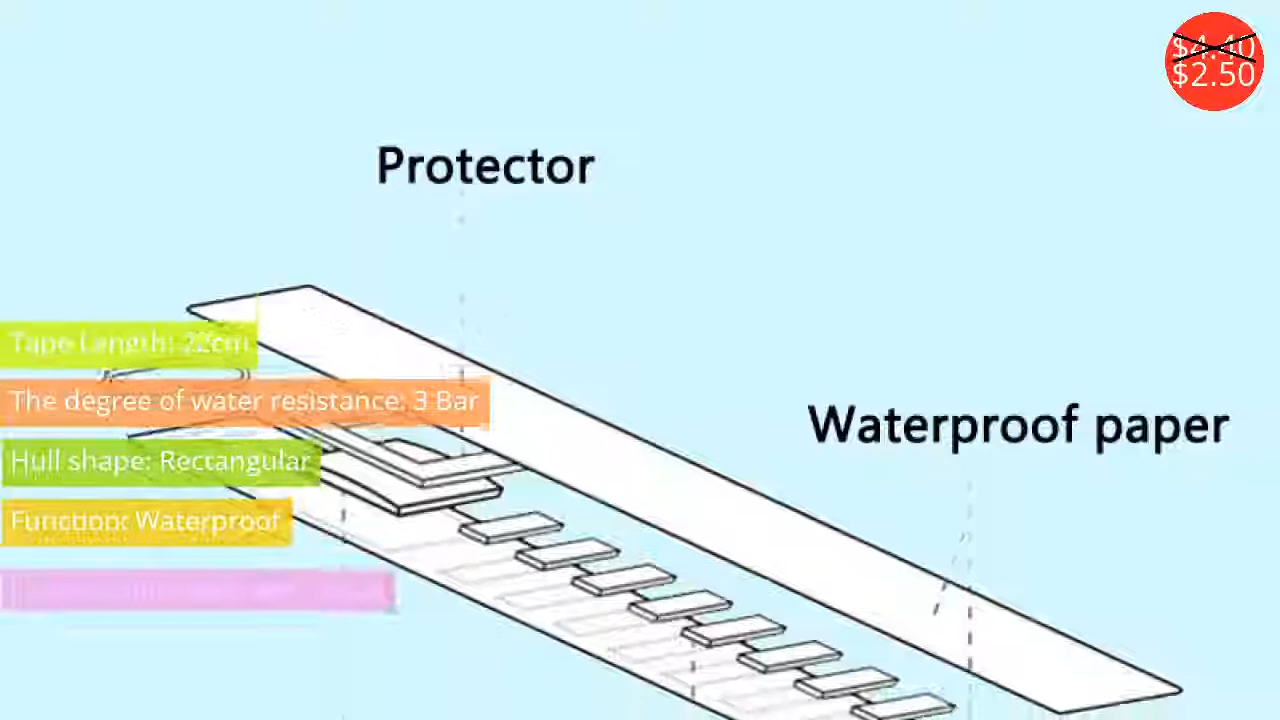 $4.40
$2.50
Protector
Tape Length: 22cm
The degree of water resistance: 3 Bar
Waterproof paper
Hull shape: Rectangular
Function: Waterproof